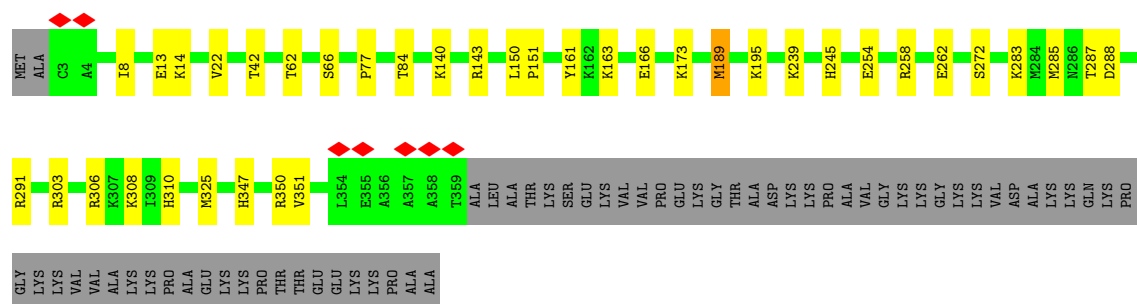 MET ALA C3 A4 I8 E13 K14 V22 T42 T62 S66 P77 T84 K140 R143 L150 P151 Y161 K162 K163 E166 K173 M189 K195 K239 H245 E254 R258 E262 S272 K283 M284 M285 N286 T287 D288
R291 R303 R306 K307 K308 I309 H310 M325 H347 R350 V351 L354 E355 A356 A357 A358 T359 ALA LEU ALA THR LYS SER GLU LYS VAL VAL PRO GLU LYS GLY THR ALA ASP LYS LYS PRO ALA VAL GLY LYS LYS GLY LYS LYS VAL ASP ALA LYS LYS GLN LYS PRO
GLY LYS LYS VAL VAL ALA LYS LYS PRO ALA GLU LYS LYS PRO THR THR GLU GLU LYS LYS PRO ALA ALA